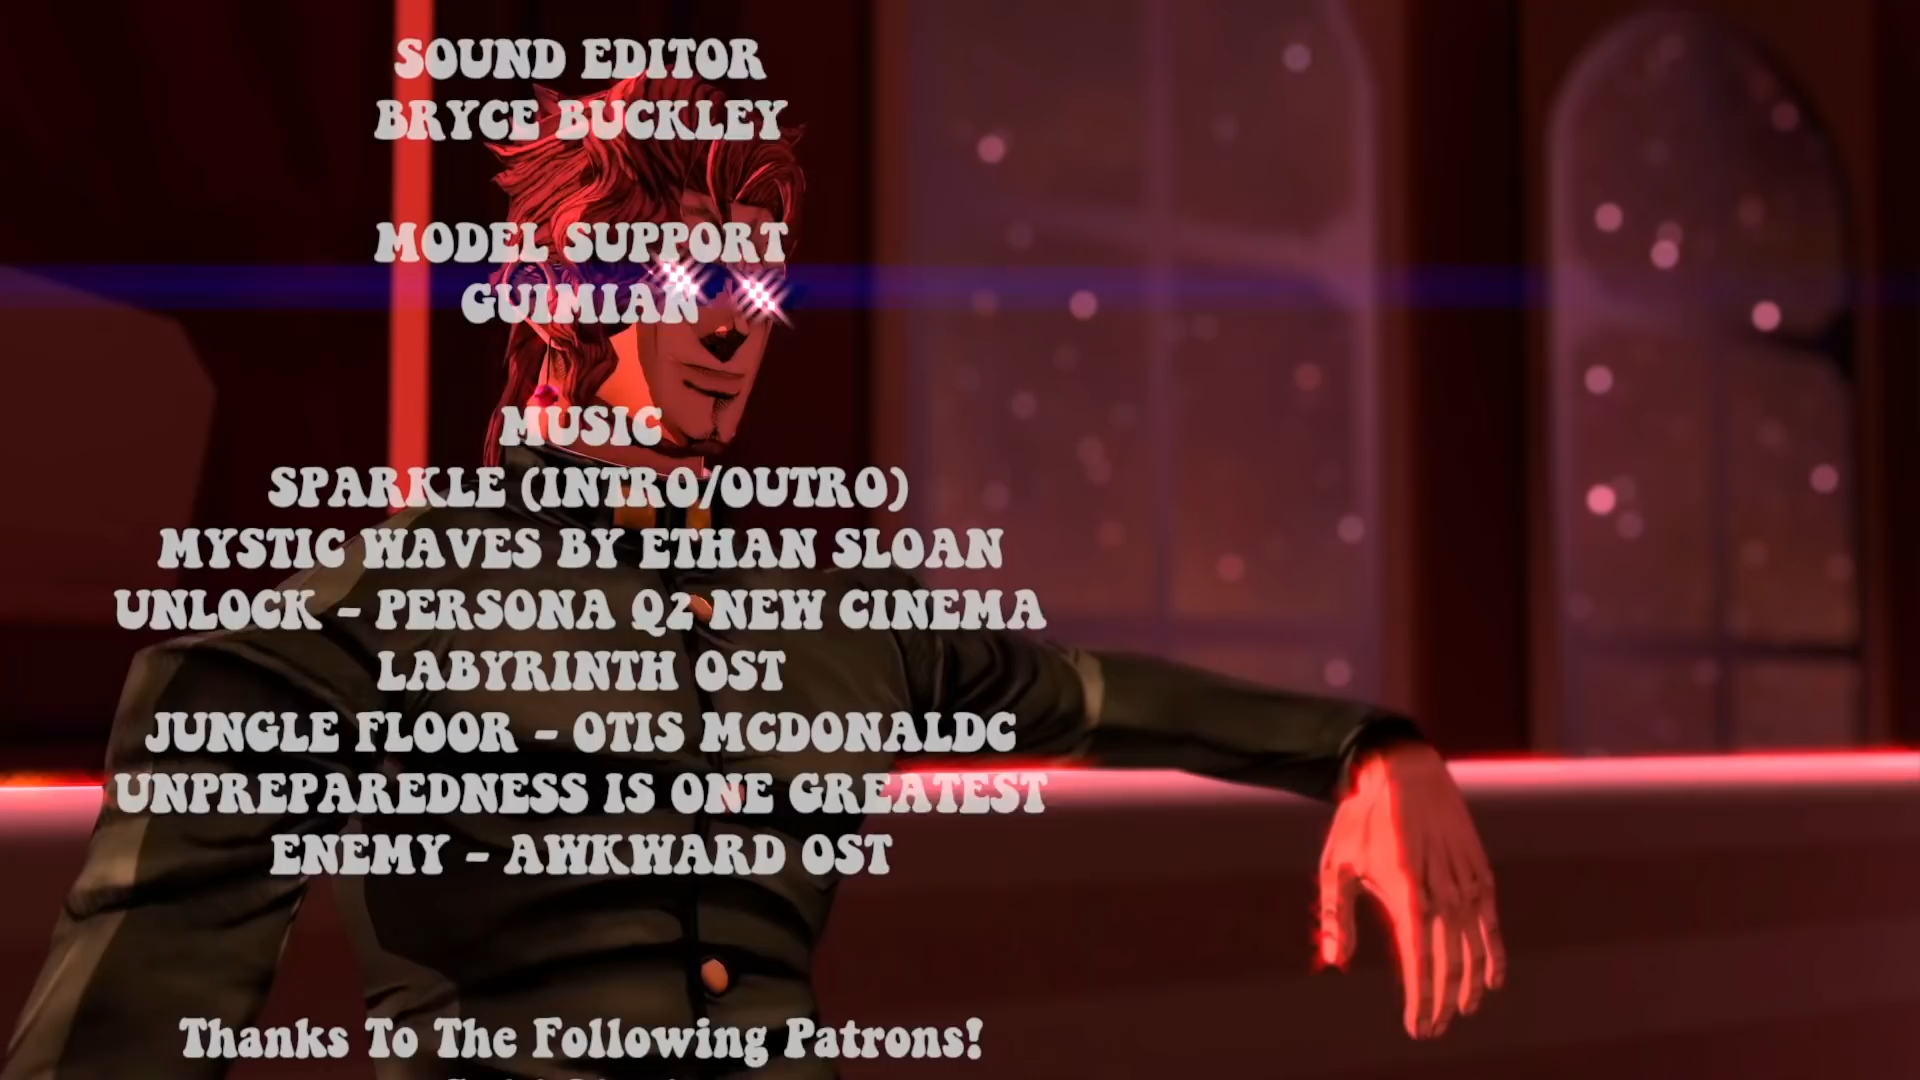 SOUND EDITOR
BRYCE BUCKLEY
MODEL SUPPORT
GUIMIAN
MUSIC
SPARKLE (INTRO/OUTRO)
MYSTIC WAVES BY ETHAN SLOAN
UNLOCK - PERSONA Q2 NEW CINEMA
LABYRINTH OST
JUNGLE FLOOR - OTIS MCDONALDC
UNPREPAREDNESS IS ONE GREATEST
ENEMY - AWKWARD OST
Thanks To The Following Patrons!